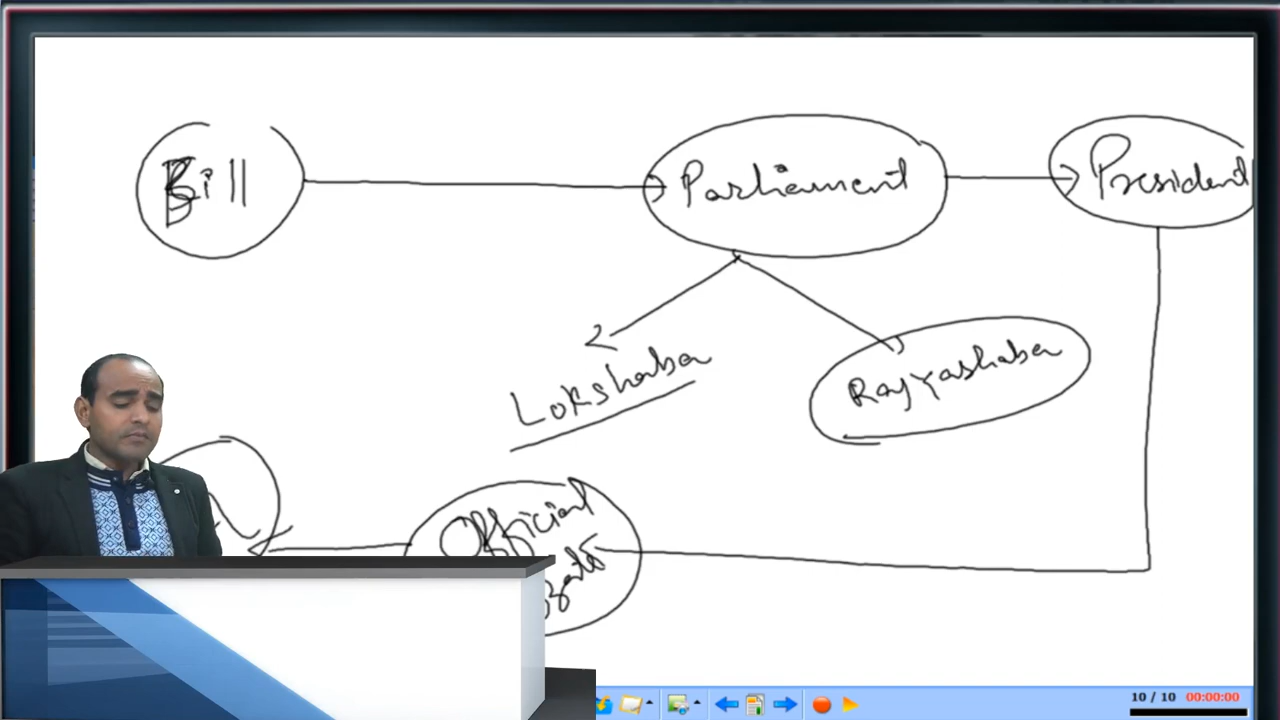 Bill
Parliament
President
Lokshaba
Rajyashaba
Official
10 / 10 00:00:00